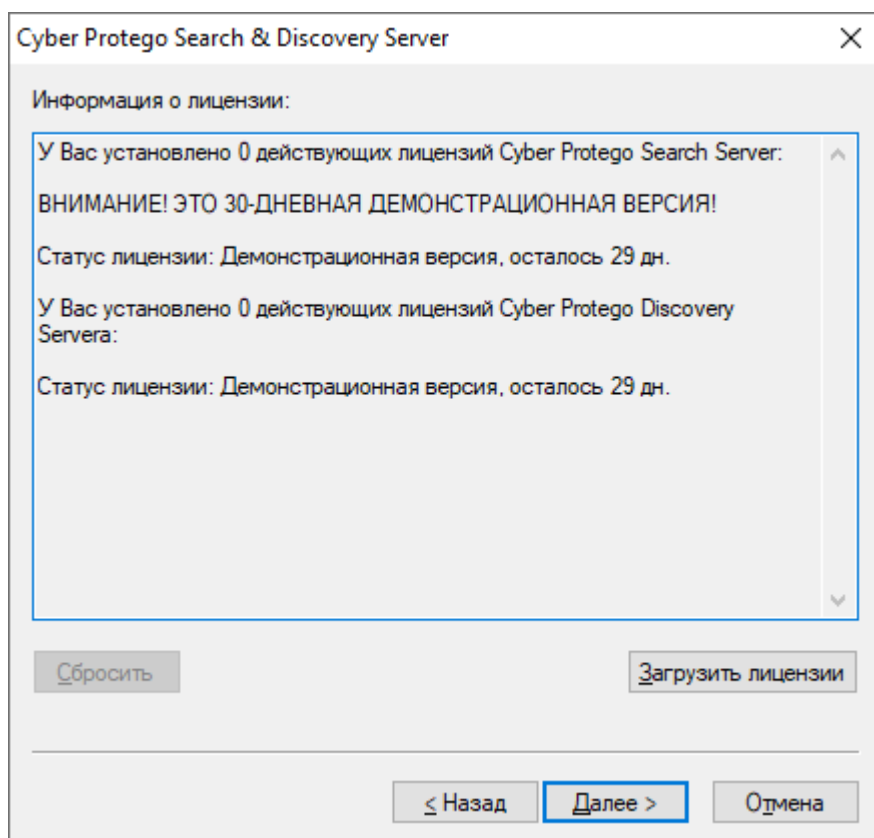 Cyber Protego Search & Discovery Server
Информация о лицензии:
У Вас установлено 0 действующих лицензий Cyber Protego Search Server:
ВНИМАНИЕ! ЭТО 30-ДНЕВНАЯ ДЕМОНСТРАЦИОННАЯ ВЕРСИЯ!
Статус лицензии: Демонстрационная версия, осталось 29 дн.
У Вас установлено 0 действующих лицензий Cyber Protego Discovery
Servera:
Статус лицензии: Демонстрационная версия, осталось 29 дн.
Сбросить
Загрузить лицензии
< Назад
Далее >
Отмена